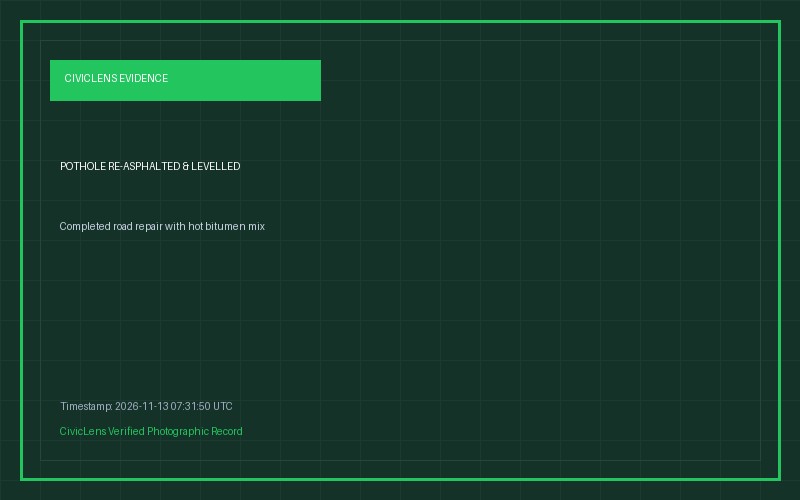 CIVICLENS EVIDENCE
POTHOLE RE-ASPHALTED & LEVELLED
Completed road repair with hot bitumen mix
Timestamp: 2026-11-13 07:31:50 UTC
CivicLens Verified Photographic Record